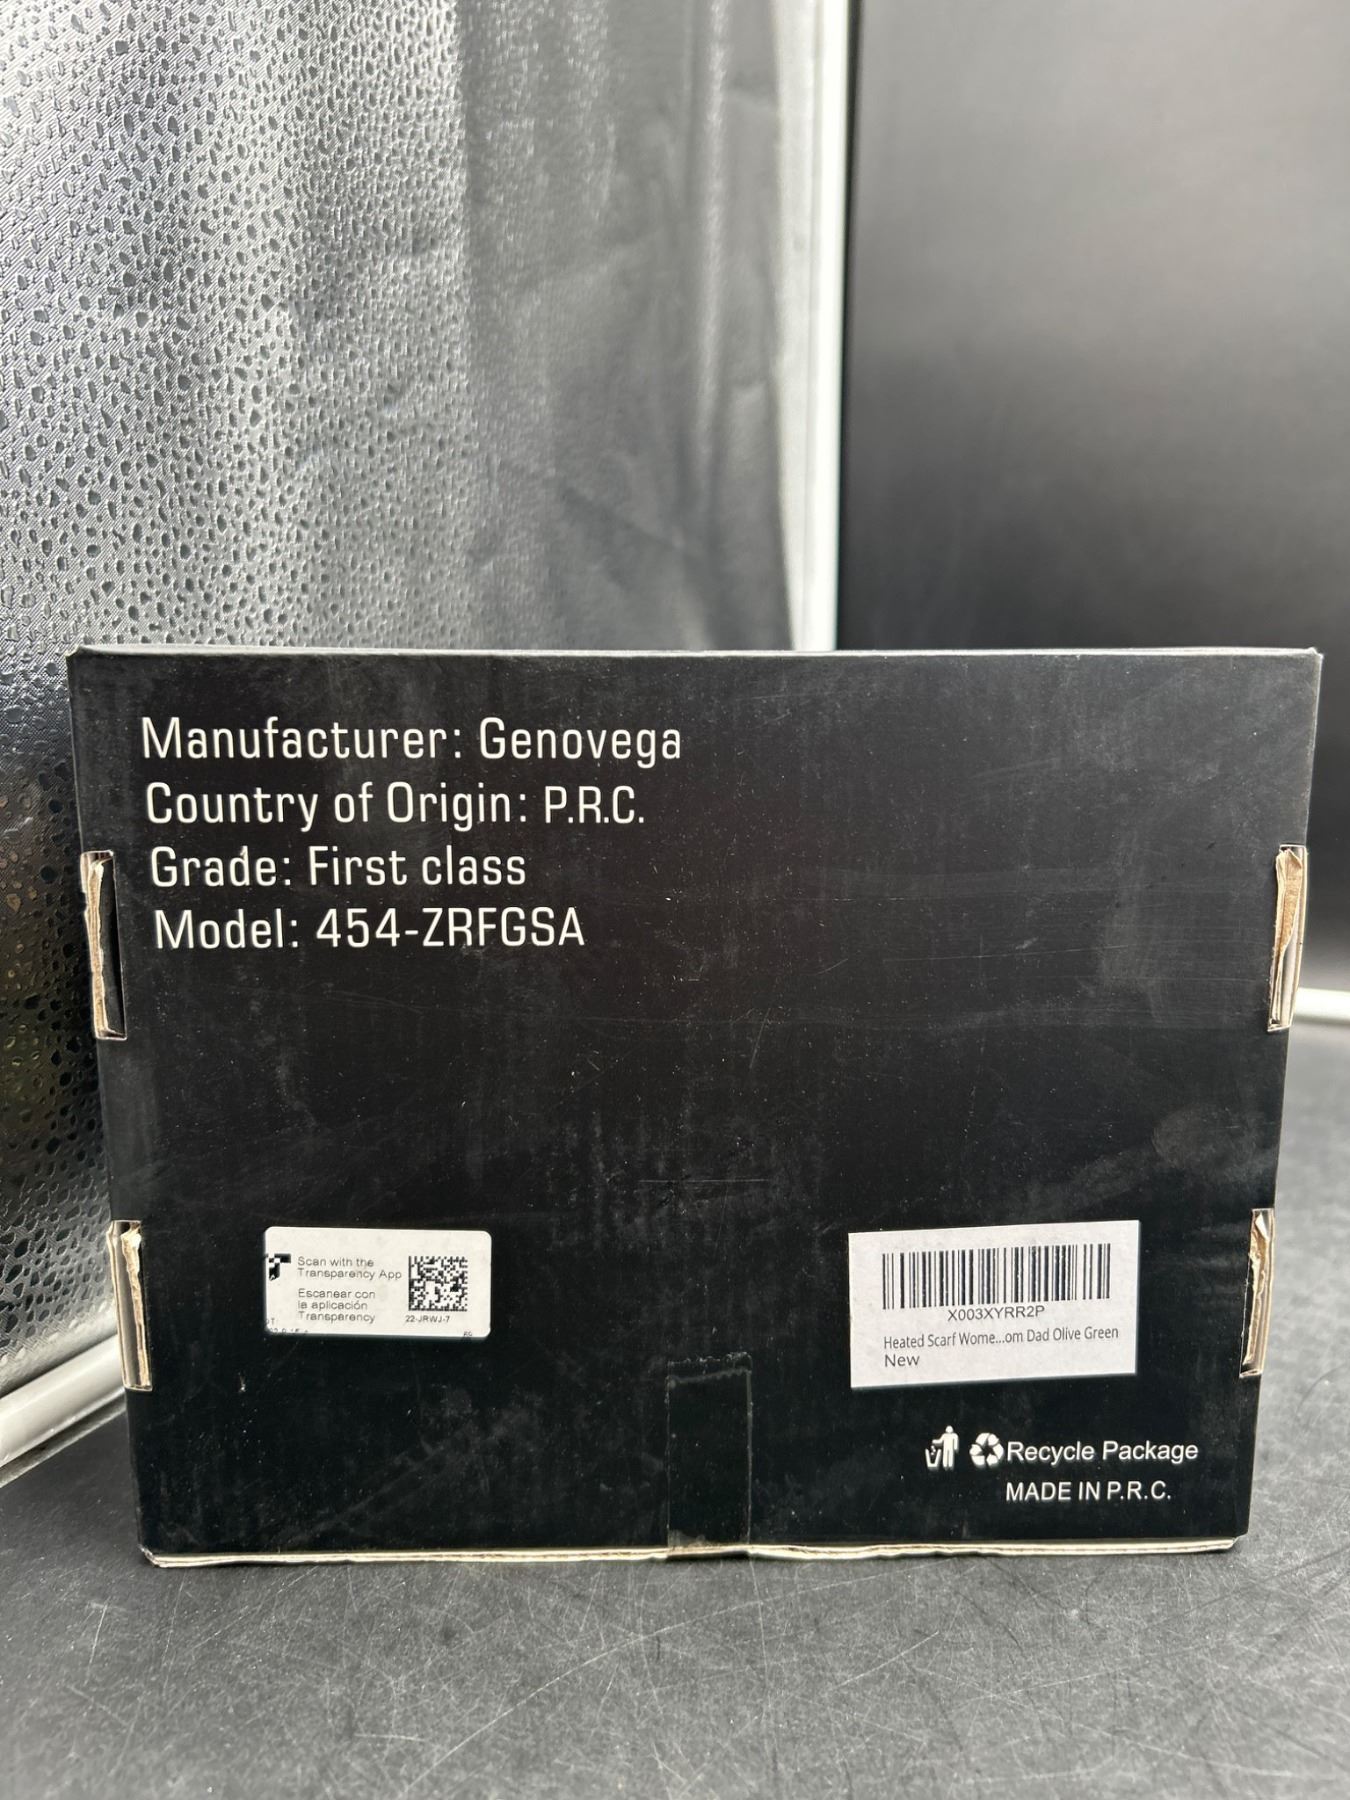 Manufacturer: Genovega
Country of Origin: P.R.C.
Grade: First class
Model: 454-ZRFGSA
Scan with the
Transparency App
Escanear con
la aplicación
Transparency
22-JRWJ-7
X003XYRR2P
Heated Scarf Wome...om Dad Olive Green
New
Recycle Package
MADE IN P.R.C.